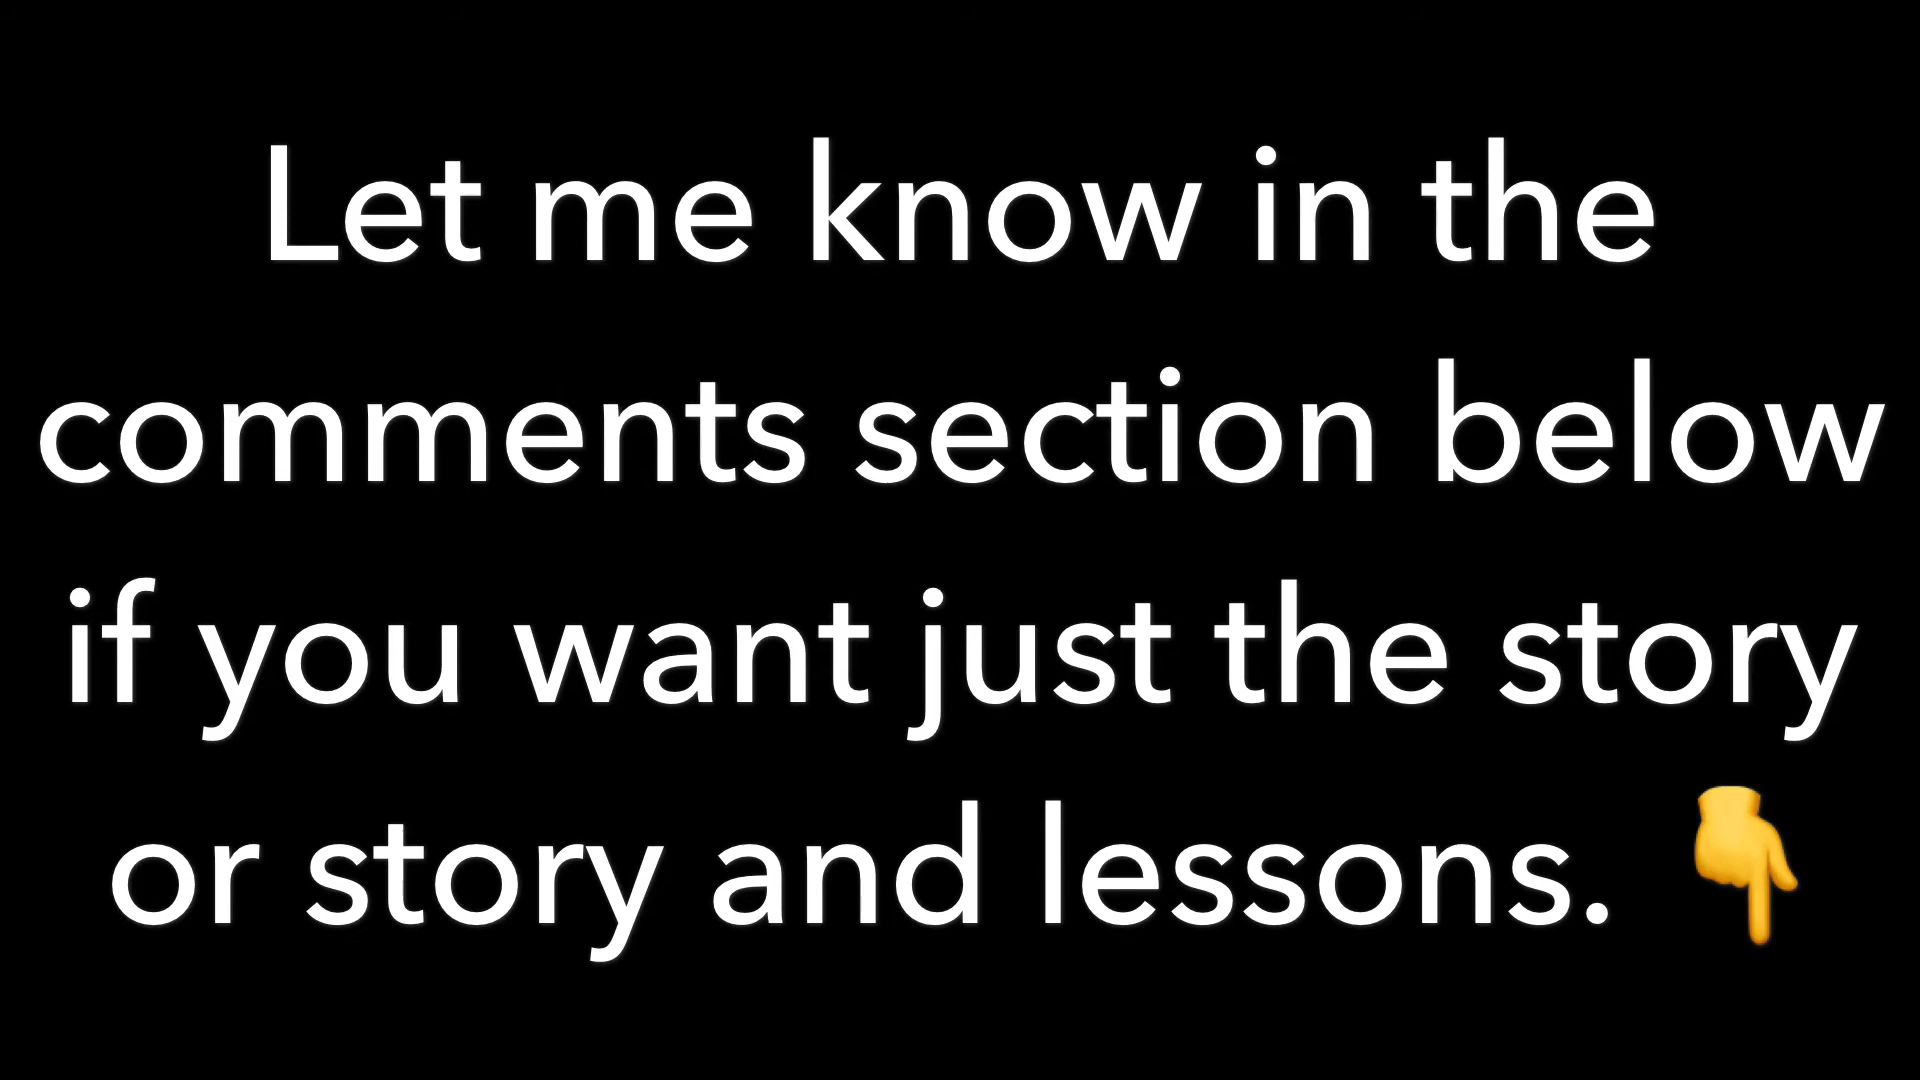 Let me know in the
comments section below
if you want just the story
or story and lessons. 👇